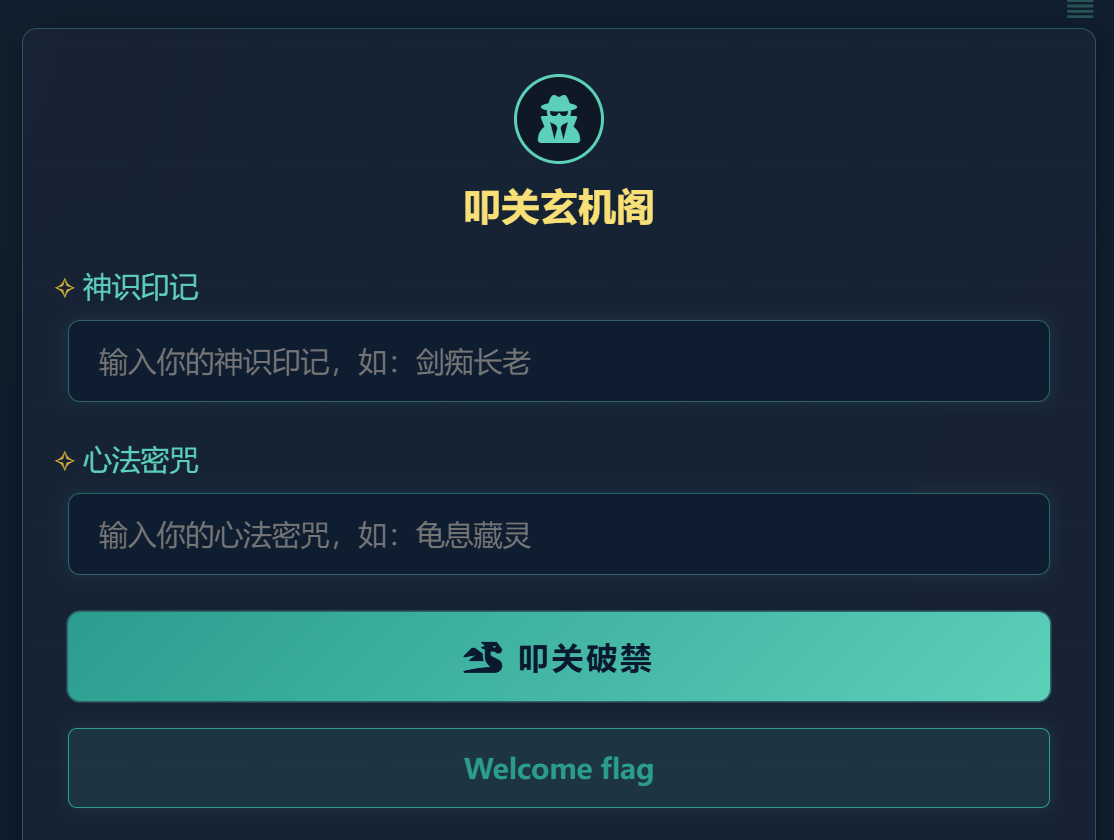 叩关玄机阁
神识印记
输入你的神识印记，如：剑痴长老
心法密咒
输入你的心法密咒，如：龟息藏灵
叩关破禁
Welcome flag